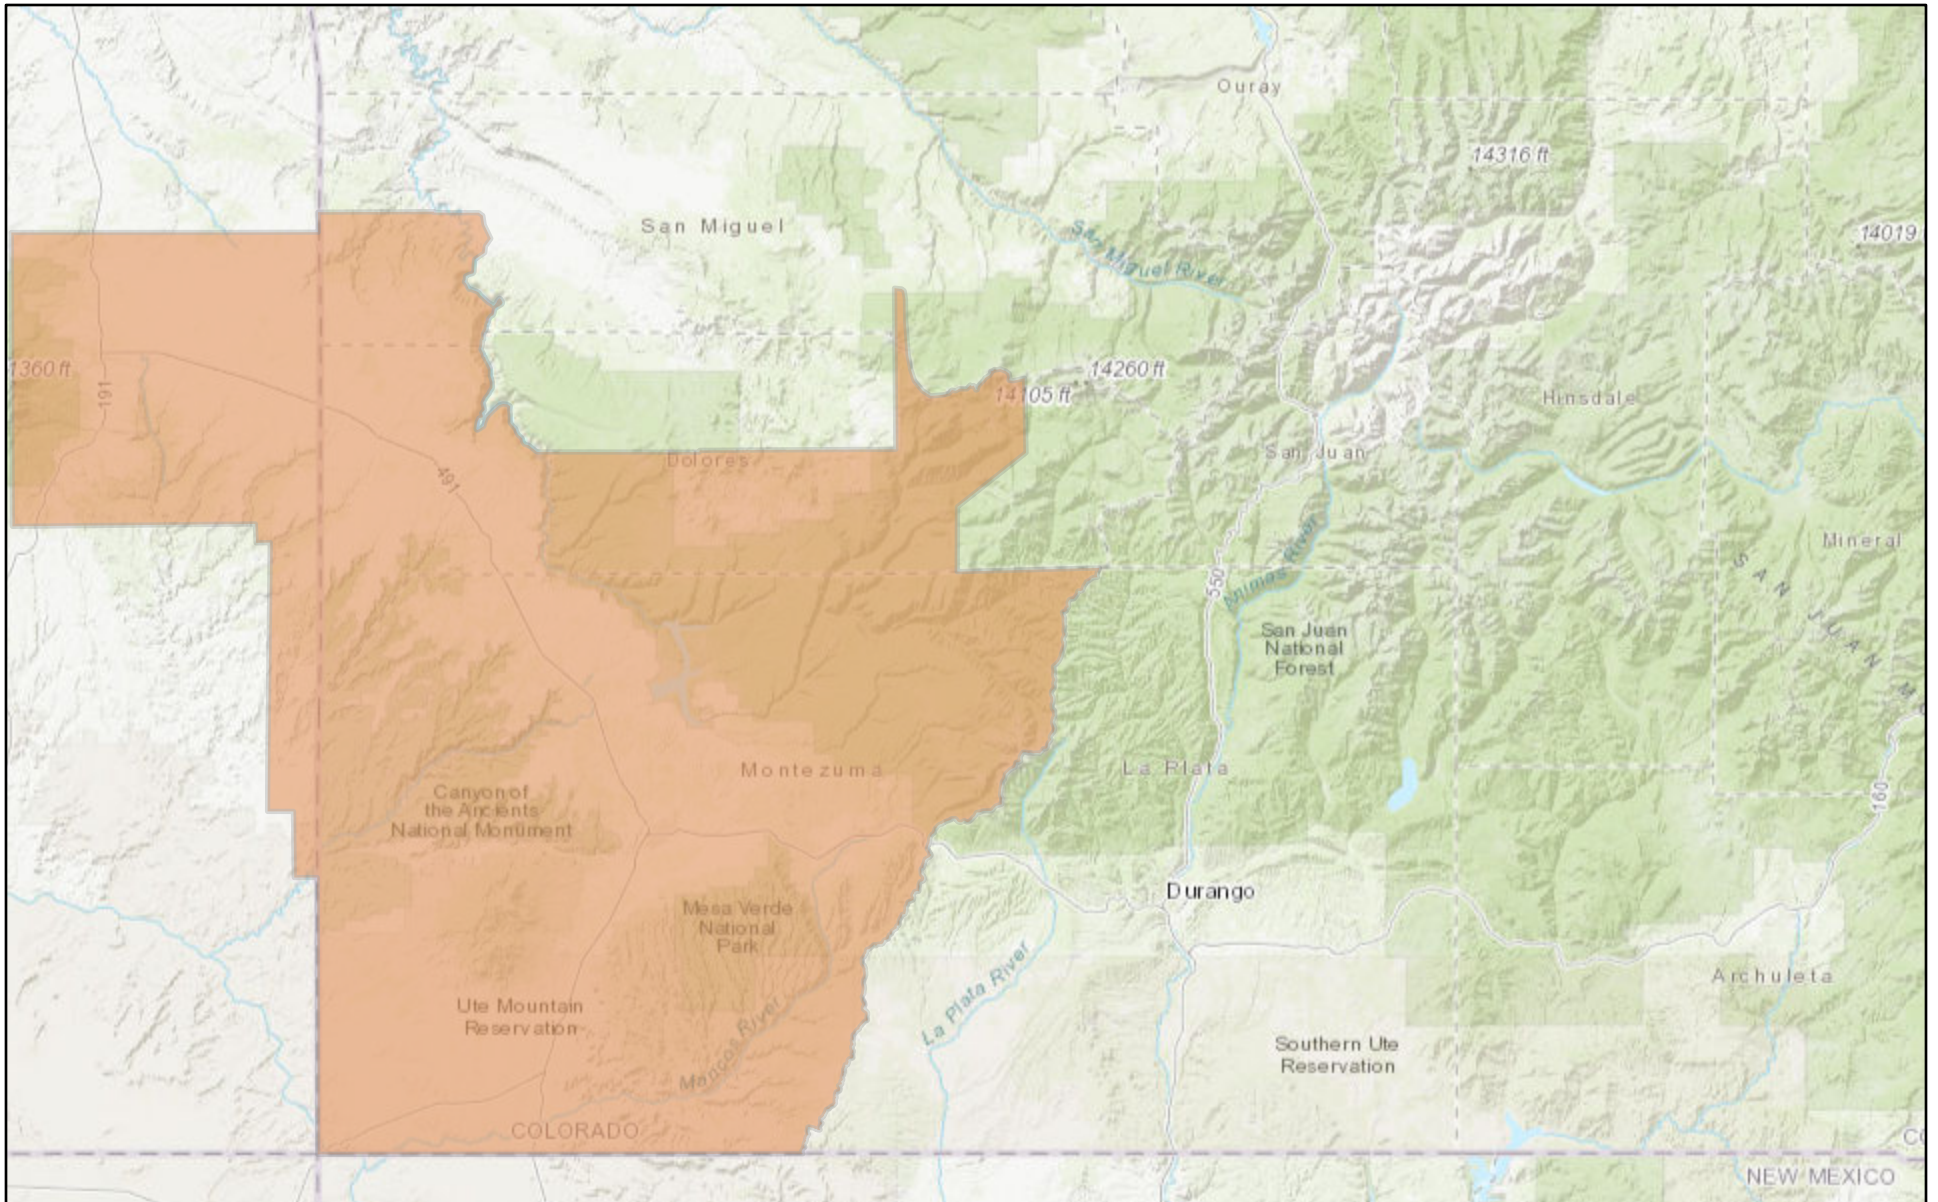 Ouray
14316 ft
San Miguel
San Miguel River
14019
1360 ft
191
14260 ft
14105 ft
Hinsdale
Dolores
San Juan
491
Mineral
Animas River
550
SAN JUAN M
San Juan
National
Forest
Montezuma
La Plata
Canyon of
the Ancients
National Monument
160
Durango
Mesa Verde
National
Park
La Plata River
Archuleta
Ute Mountain
Reservation
Mancos River
Southern Ute
Reservation
COLORADO
CO
NEW MEXICO